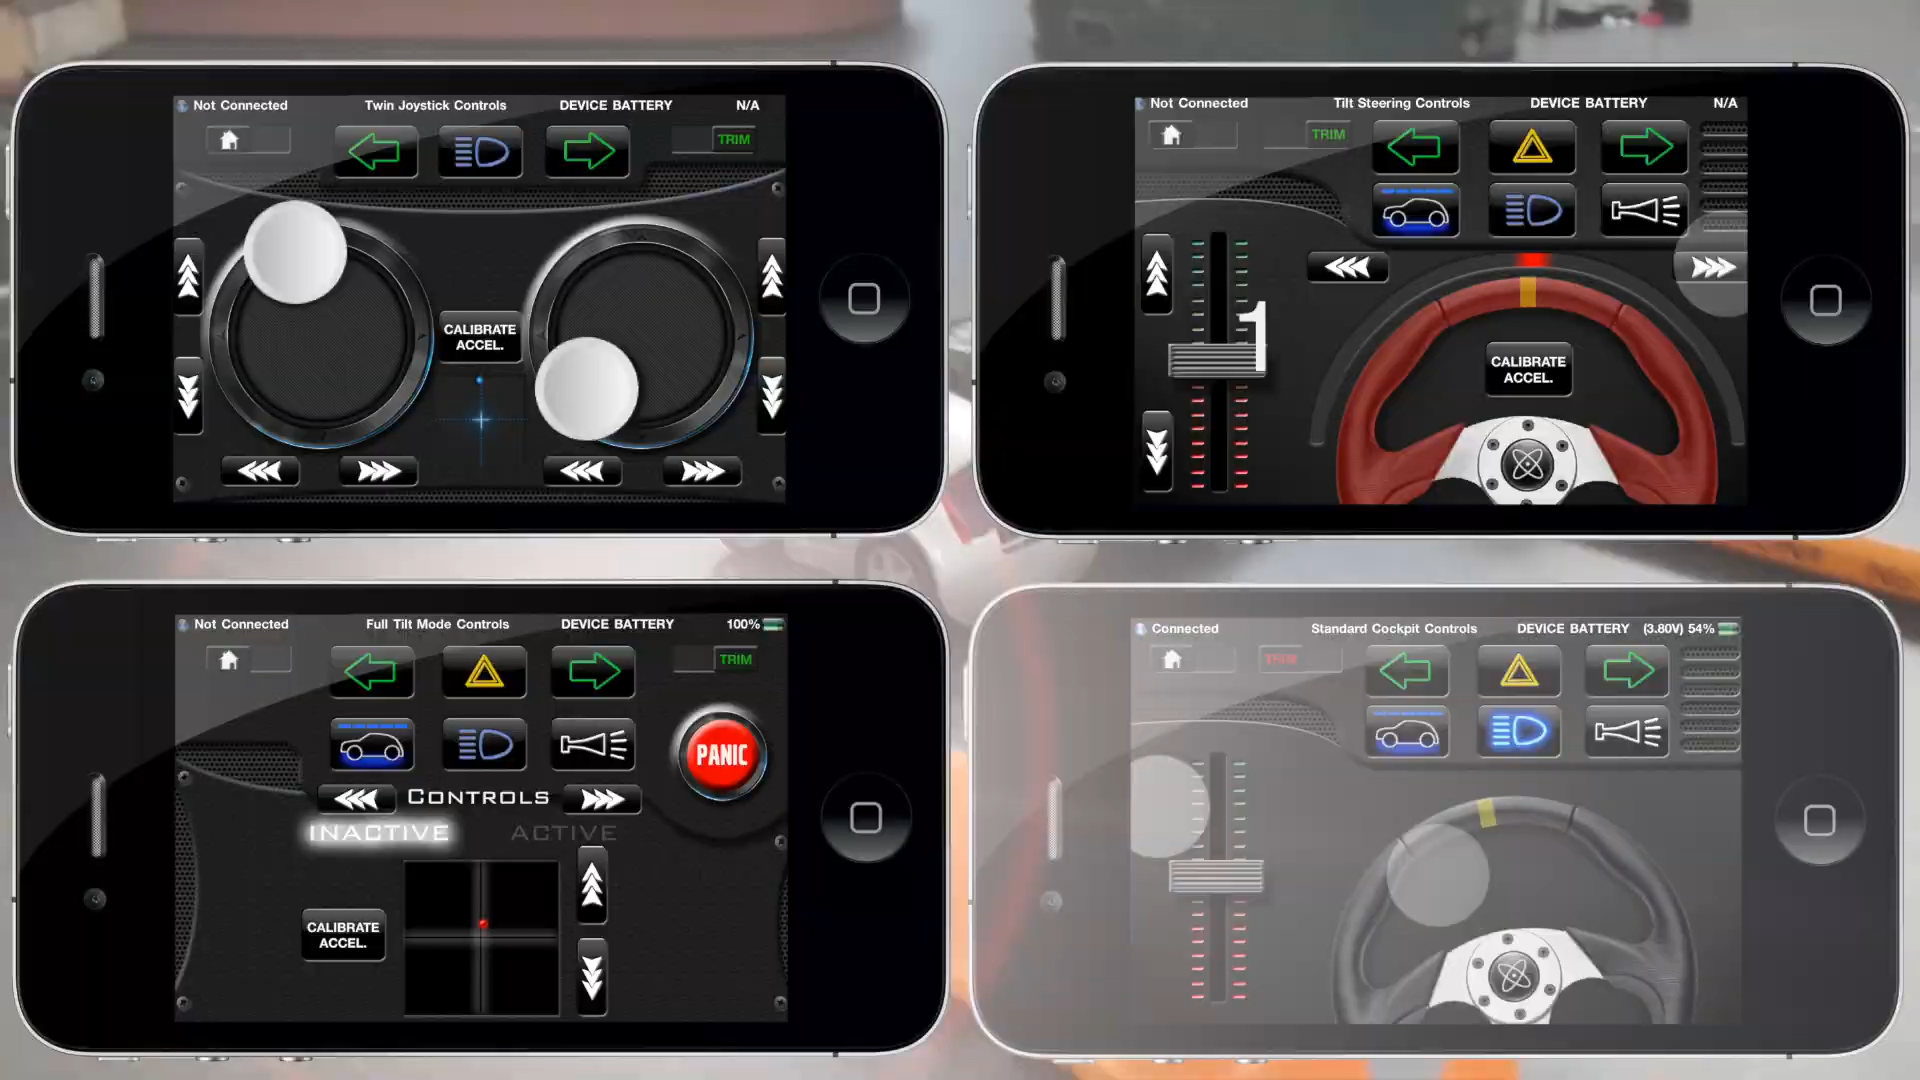 Not Connected Twin Joystick Controls DEVICE BATTERY N/A
TRIM
CALIBRATE
ACCEL.
Not Connected Tilt Steering Controls DEVICE BATTERY N/A
TRIM
1
CALIBRATE
ACCEL.
Not Connected Full Tilt Mode Controls DEVICE BATTERY 100%
TRIM
PANIC
CONTROLS
INACTIVE ACTIVE
CALIBRATE
ACCEL.
Connected Standard Cockpit Controls DEVICE BATTERY (3.80V) 54%
TRIM